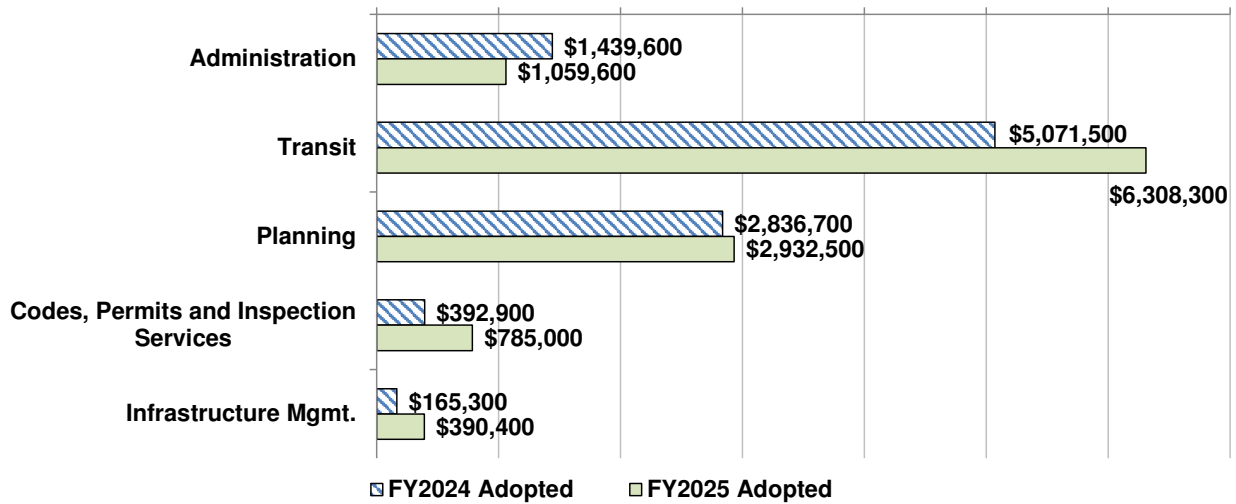 Administration
$1,439,600
$1,059,600
Transit
$5,071,500
$6,308,300
Planning
$2,836,700
$2,932,500
Codes, Permits and Inspection
Services
$392,900
$785,000
Infrastructure Mgmt.
$165,300
$390,400
FY2024 Adopted
FY2025 Adopted